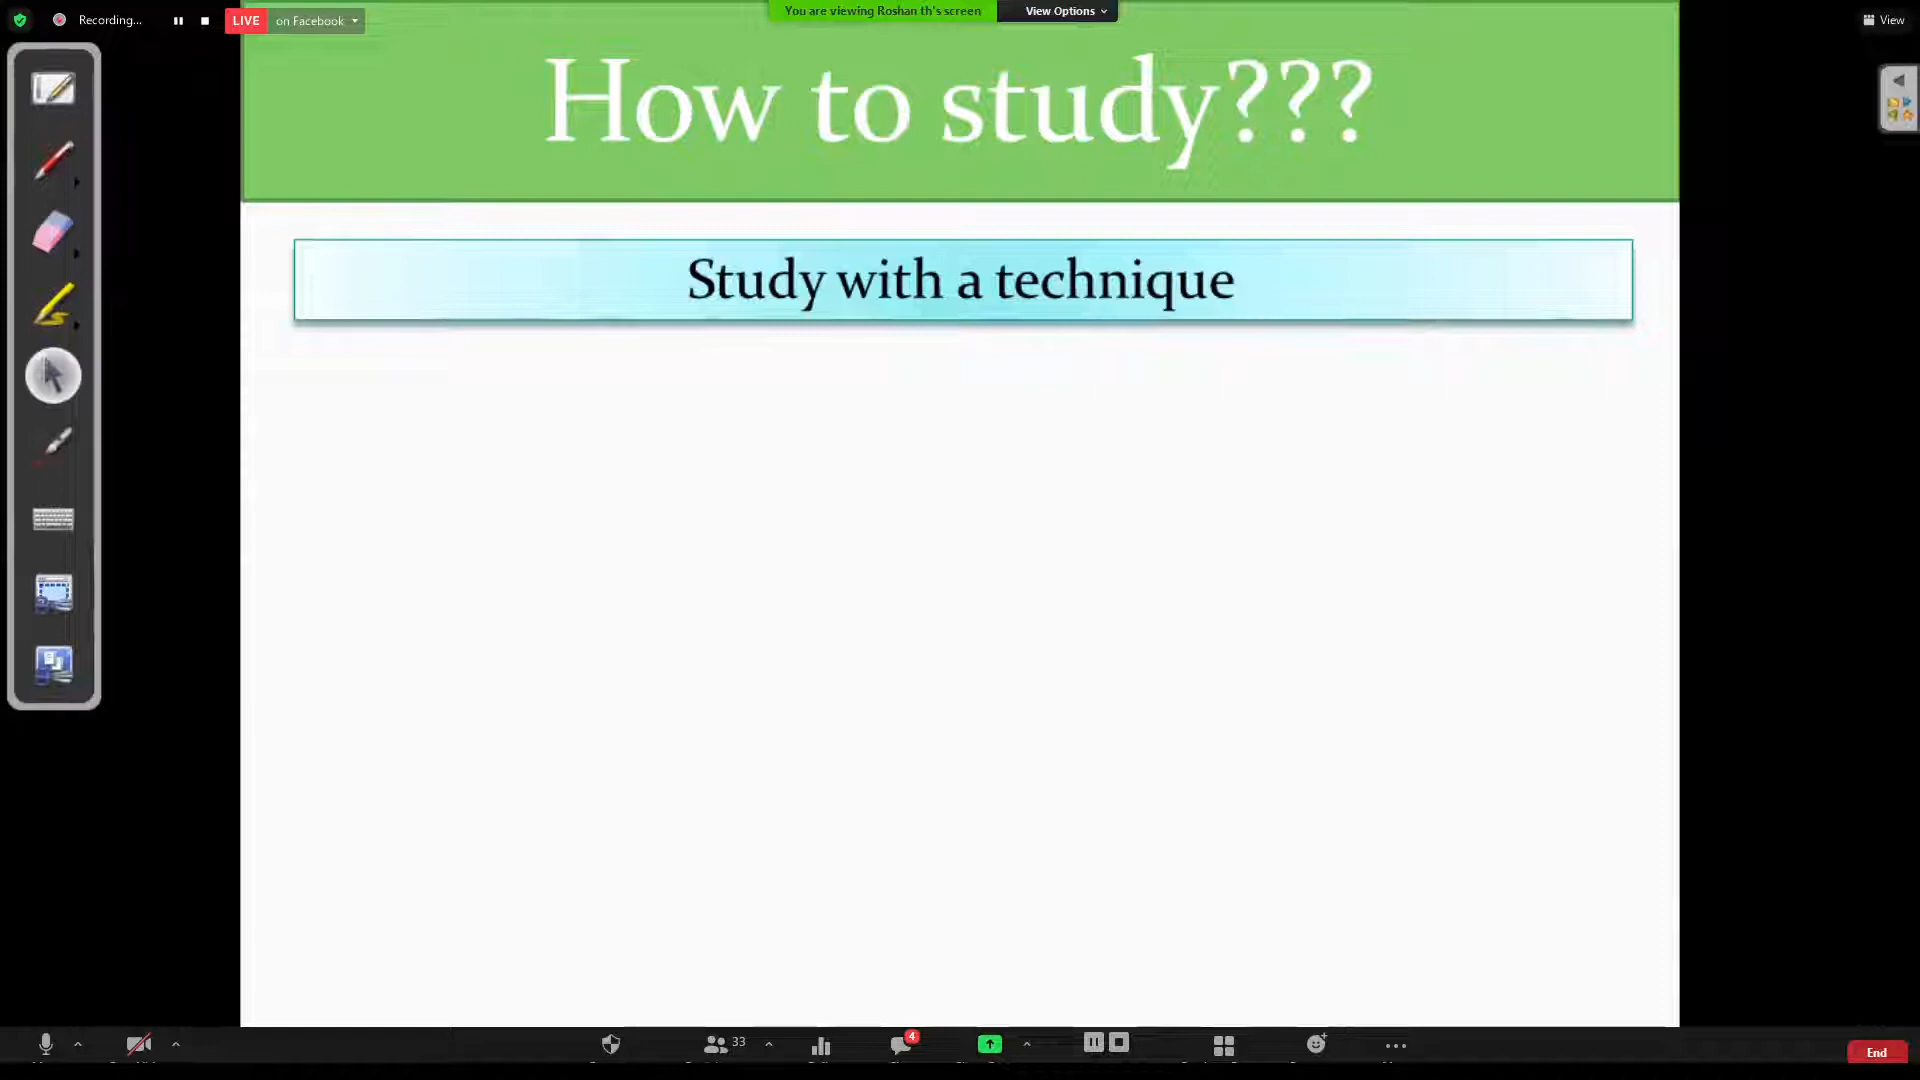 Recording...
LIVE on Facebook
You are viewing Roshan th's screen
View Options
View
How to study???
Study with a technique
33
4
End